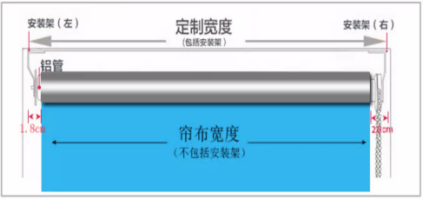 安装架（左）
定制宽度
安装架（右）
(包括安装架)
铝管
1.8cm
帘布宽度
(不包括安装架)